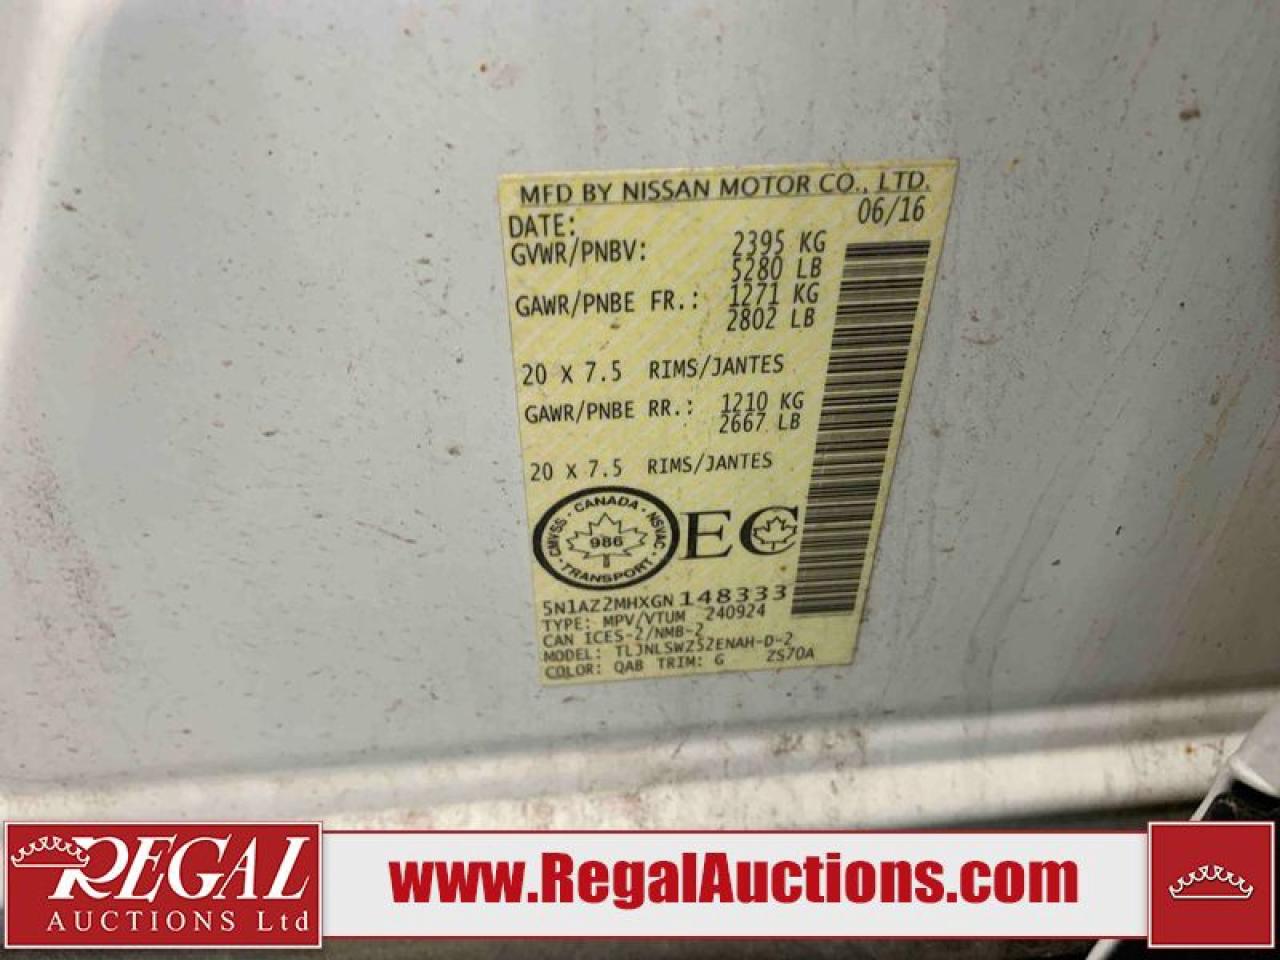 MFD BY NISSAN MOTOR CO., LTD.
DATE: 06/16
GVWR/PNBV: 2395 KG
5280 LB
GAWR/PNBE FR.: 1271 KG
2802 LB
20 X 7.5 RIMS/JANTES
GAWR/PNBE RR.: 1210 KG
2667 LB
20 X 7.5 RIMS/JANTES
CMVSS · CANADA · NSVAC
986
· TRANSPORT ·
EC
5N1AZ2MHXGN148333
TYPE: MPV/VTUM 240924
CAN ICES-2/NMB-2
MODEL: TLJNLSWZ52ENAH-D-2
COLOR: QAB TRIM: G ZS70A
REGAL
AUCTIONS Ltd
www.RegalAuctions.com